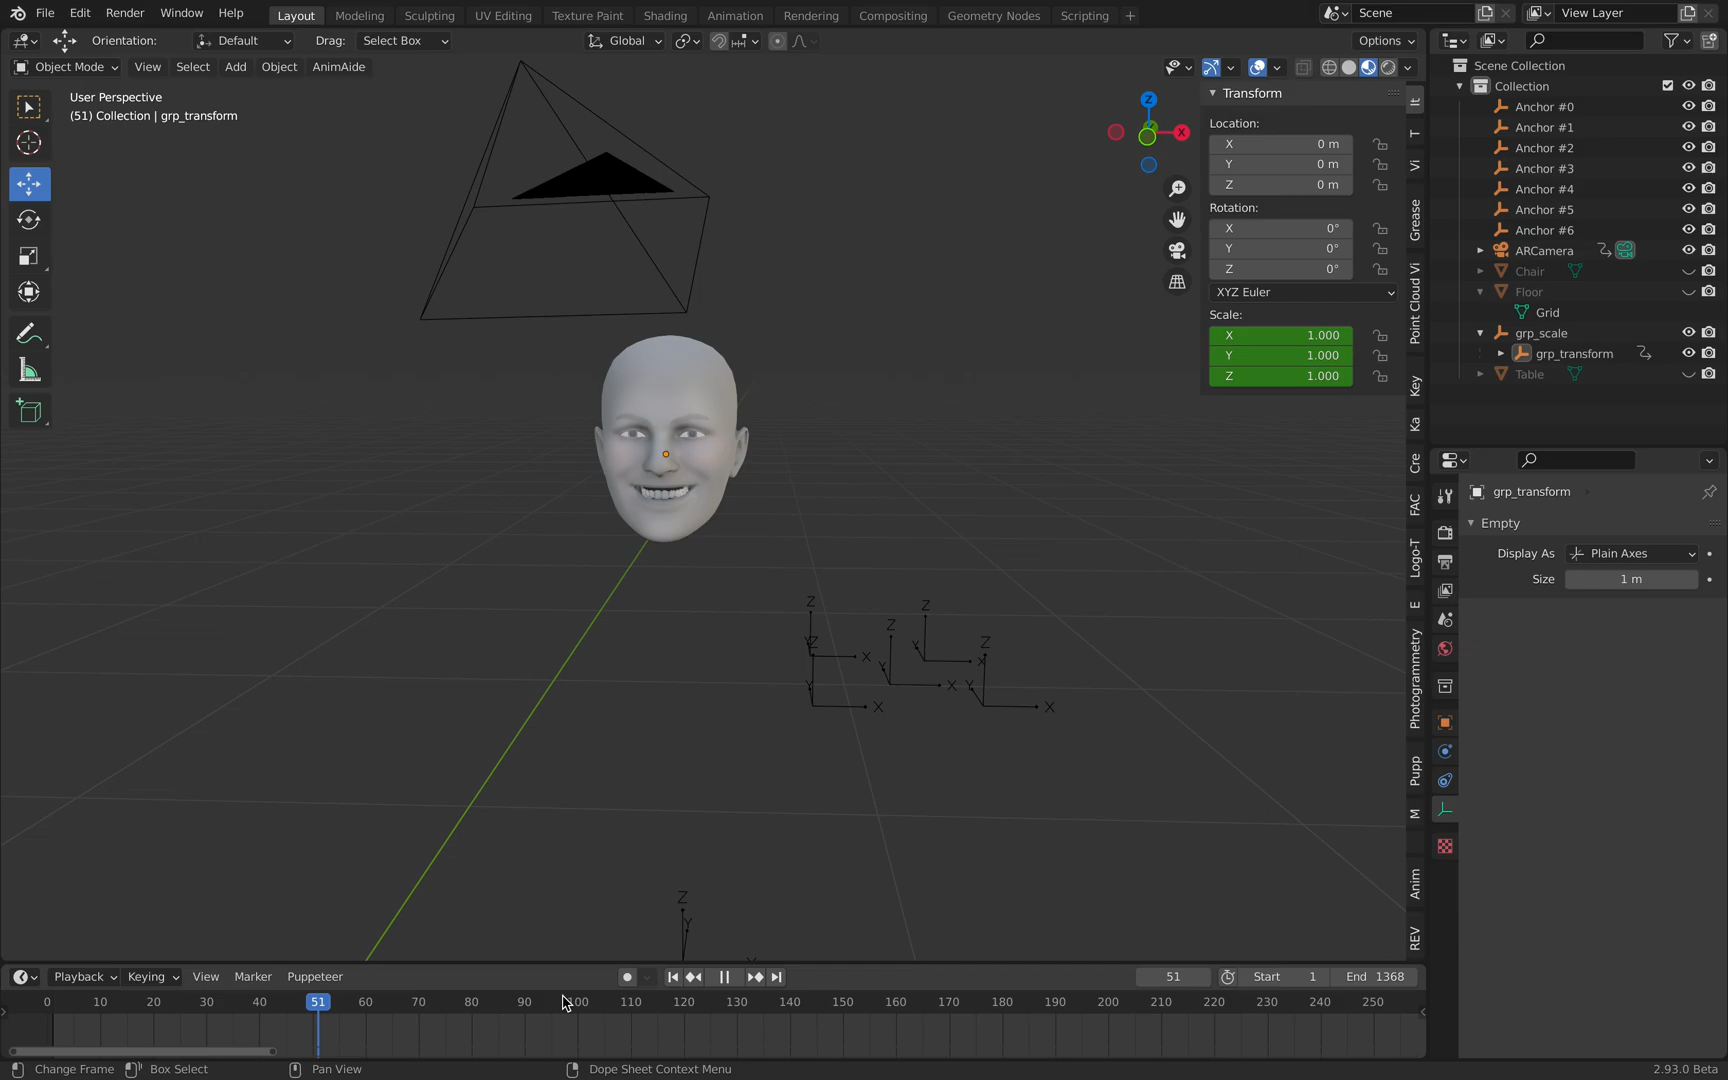 File Edit Render Window Help Layout Modeling Sculpting UV Editing Texture Paint Shading Animation Rendering Compositing Geometry Nodes Scripting + Scene View Layer
Orientation: Default Drag: Select Box Global Options
Object Mode View Select Add Object AnimAide
User Perspective
(51) Collection | grp_transform
Z
X
Transform
Location:
X 0 m
Y 0 m
Z 0 m
Rotation:
X 0°
Y 0°
Z 0°
XYZ Euler
Scale:
X 1.000
Y 1.000
Z 1.000
It
T
Vi
Grease
Point Cloud Vi
Key
Ka
Cre
FAC
Logo-T
E
Photogrammetry
Pupp
M
Anim
REV
Scene Collection
Collection
Anchor #0
Anchor #1
Anchor #2
Anchor #3
Anchor #4
Anchor #5
Anchor #6
ARCamera
Chair
Floor
Grid
grp_scale
grp_transform
Table
grp_transform
Empty
Display As Plain Axes
Size 1 m
Z Z
Z Z
Y Z X Y X
Y X Y
Y X X
Z
Y
Playback Keying View Marker Puppeteer 51 Start 1 End 1368
0 10 20 30 40 51 60 70 80 90 100 110 120 130 140 150 160 170 180 190 200 210 220 230 240 250
Change Frame Box Select Pan View Dope Sheet Context Menu 2.93.0 Beta